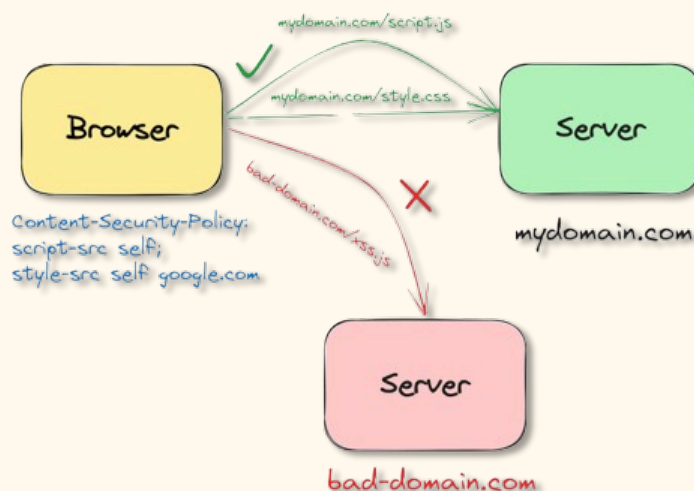 mydomain.com/script.js
mydomain.com/style.css
Browser
Server
bad-domain.com/xss.js
Content-Security-Policy:
script-src self;
style-src self google.com
mydomain.com
Server
bad-domain.com